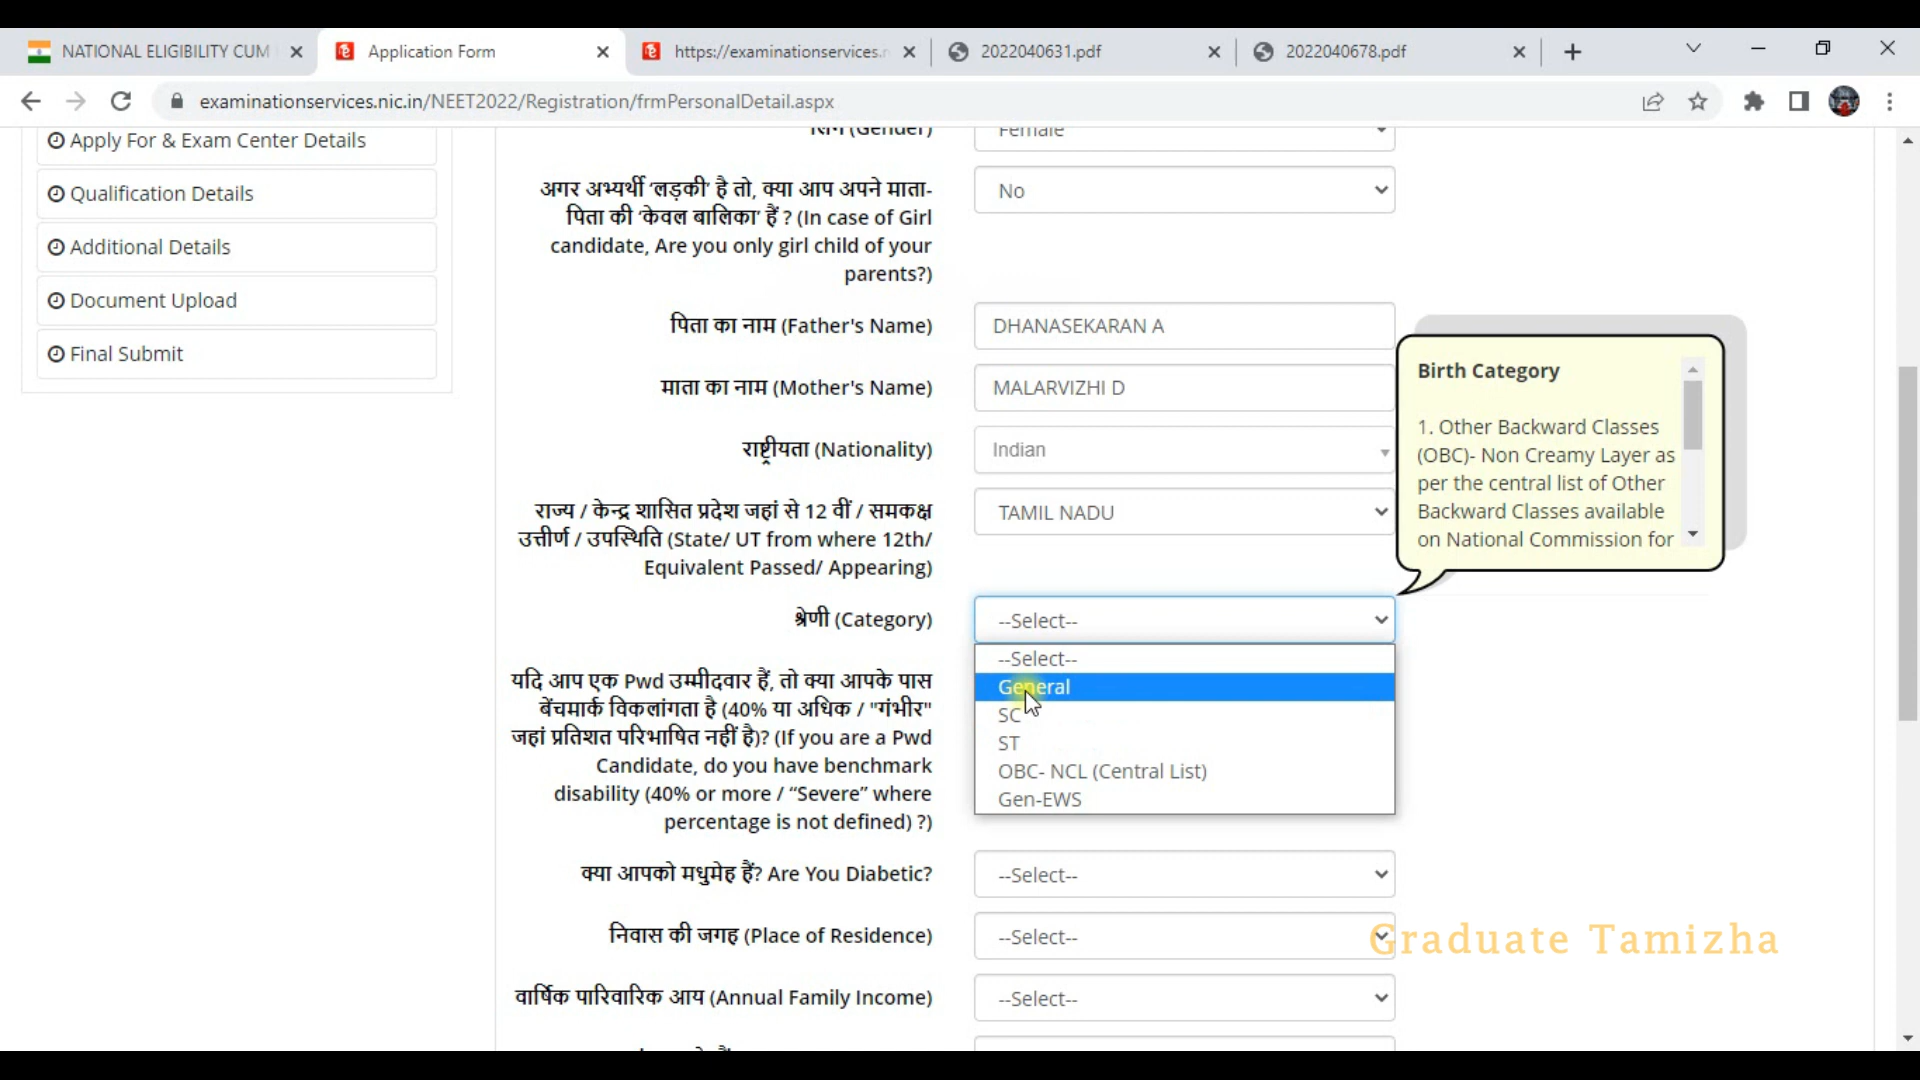 NATIONAL ELIGIBILITY CUM
Application Form
https://examinationservices.n
2022040631.pdf
2022040678.pdf
examinationservices.nic.in/NEET2022/Registration/frmPersonalDetail.aspx
Apply For & Exam Center Details
Qualification Details
Additional Details
Document Upload
Final Submit
लिंग (Gender)
Female
अगर अभ्यर्थी ‘लड़की’ है तो, क्या आप अपने माता-
पिता की ‘केवल बालिका’ हैं ? (In case of Girl
candidate, Are you only girl child of your
parents?)
No
पिता का नाम (Father's Name)
DHANASEKARAN A
माता का नाम (Mother's Name)
MALARVIZHI D
राष्ट्रीयता (Nationality)
Indian
राज्य / केन्द्र शासित प्रदेश जहां से 12 वीं / समकक्ष
उत्तीर्ण / उपस्थिति (State/ UT from where 12th/
Equivalent Passed/ Appearing)
TAMIL NADU
Birth Category
1. Other Backward Classes
(OBC)- Non Creamy Layer as
per the central list of Other
Backward Classes available
on National Commission for
श्रेणी (Category)
--Select--
--Select--
General
SC
ST
OBC- NCL (Central List)
Gen-EWS
यदि आप एक Pwd उम्मीदवार हैं, तो क्या आपके पास
बेंचमार्क विकलांगता है (40% या अधिक / "गंभीर"
जहां प्रतिशत परिभाषित नहीं है)? (If you are a Pwd
Candidate, do you have benchmark
disability (40% or more / “Severe” where
percentage is not defined) ?)
क्या आपको मधुमेह हैं? Are You Diabetic?
--Select--
निवास की जगह (Place of Residence)
--Select--
Graduate Tamizha
वार्षिक पारिवारिक आय (Annual Family Income)
--Select--